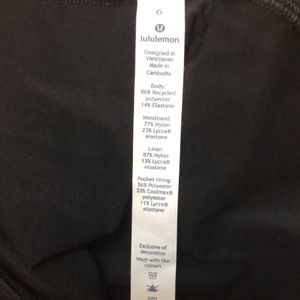 6
lululemon
Designed in
Vancouver
Made in
Cambodia
Body:
86% Recycled
polyester
14% Elastane
Waistband:
77% Nylon
23% Lycra®
elastane
Liner:
87% Nylon
13% Lycra®
elastane
Pocket lining:
56% Polyester
33% Coolmax®
polyester
11% Lycra®
elastane
Exclusive of
decoration
Wash with like
colours